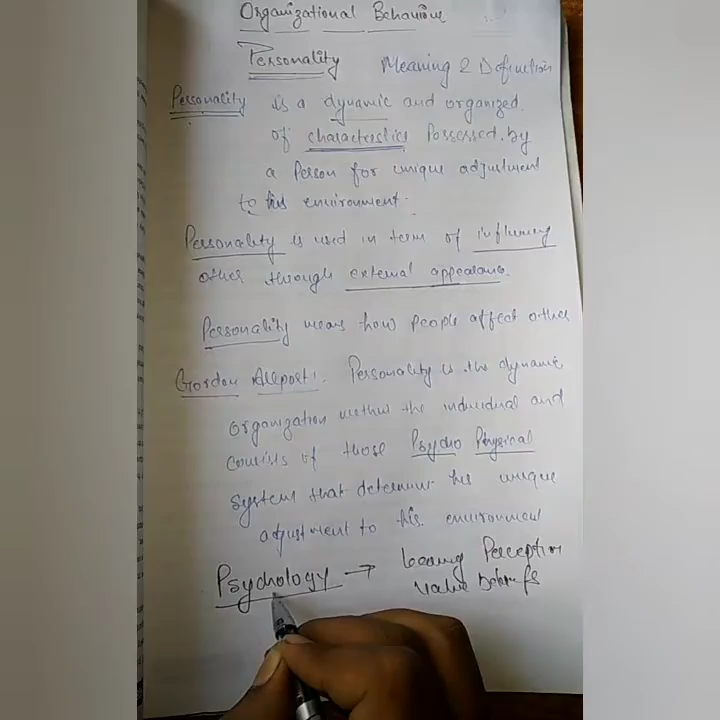 Organizational Behaviour
Personality Meaning & Definition
Personality is a dynamic and organized
of characteristics Possessed by
a Person for unique adjustment
to his environment.
Personality is used in term of influency
other through external appearance.
Personality means how people affect other
Gordon Allport: Personality is the dynamic
organization within the individual and
consists of those Psycho Physical
system that determine his unique
adjustment to his environment
Psychology → Perception
Value